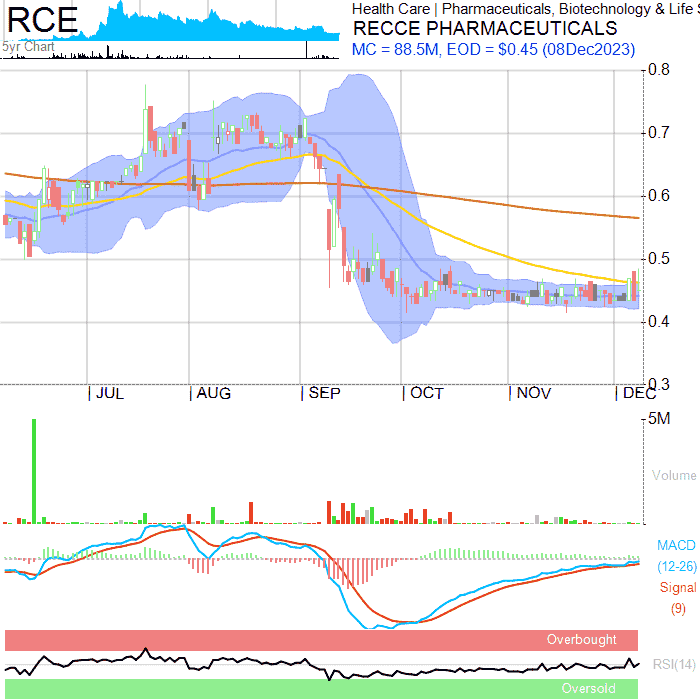 RCE
5yr Chart
Health Care | Pharmaceuticals, Biotechnology & Life S
RECCE PHARMACEUTICALS
MC = 88.5M, EOD = $0.45 (08Dec2023)
0.8
0.7
0.6
0.5
0.4
0.3
JUL AUG SEP OCT NOV DEC
5M
Volume
MACD
(12-26)
Signal
(9)
Overbought
RSI(14)
Oversold